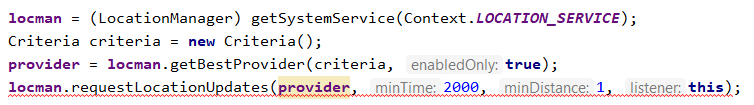 locman = (LocationManager) getSystemService(Context.LOCATION_SERVICE);
Criteria criteria = new Criteria();
provider = locman.getBestProvider(criteria, enabledOnly: true);
locman.requestLocationUpdates(provider, minTime: 2000, minDistance: 1, listener: this);